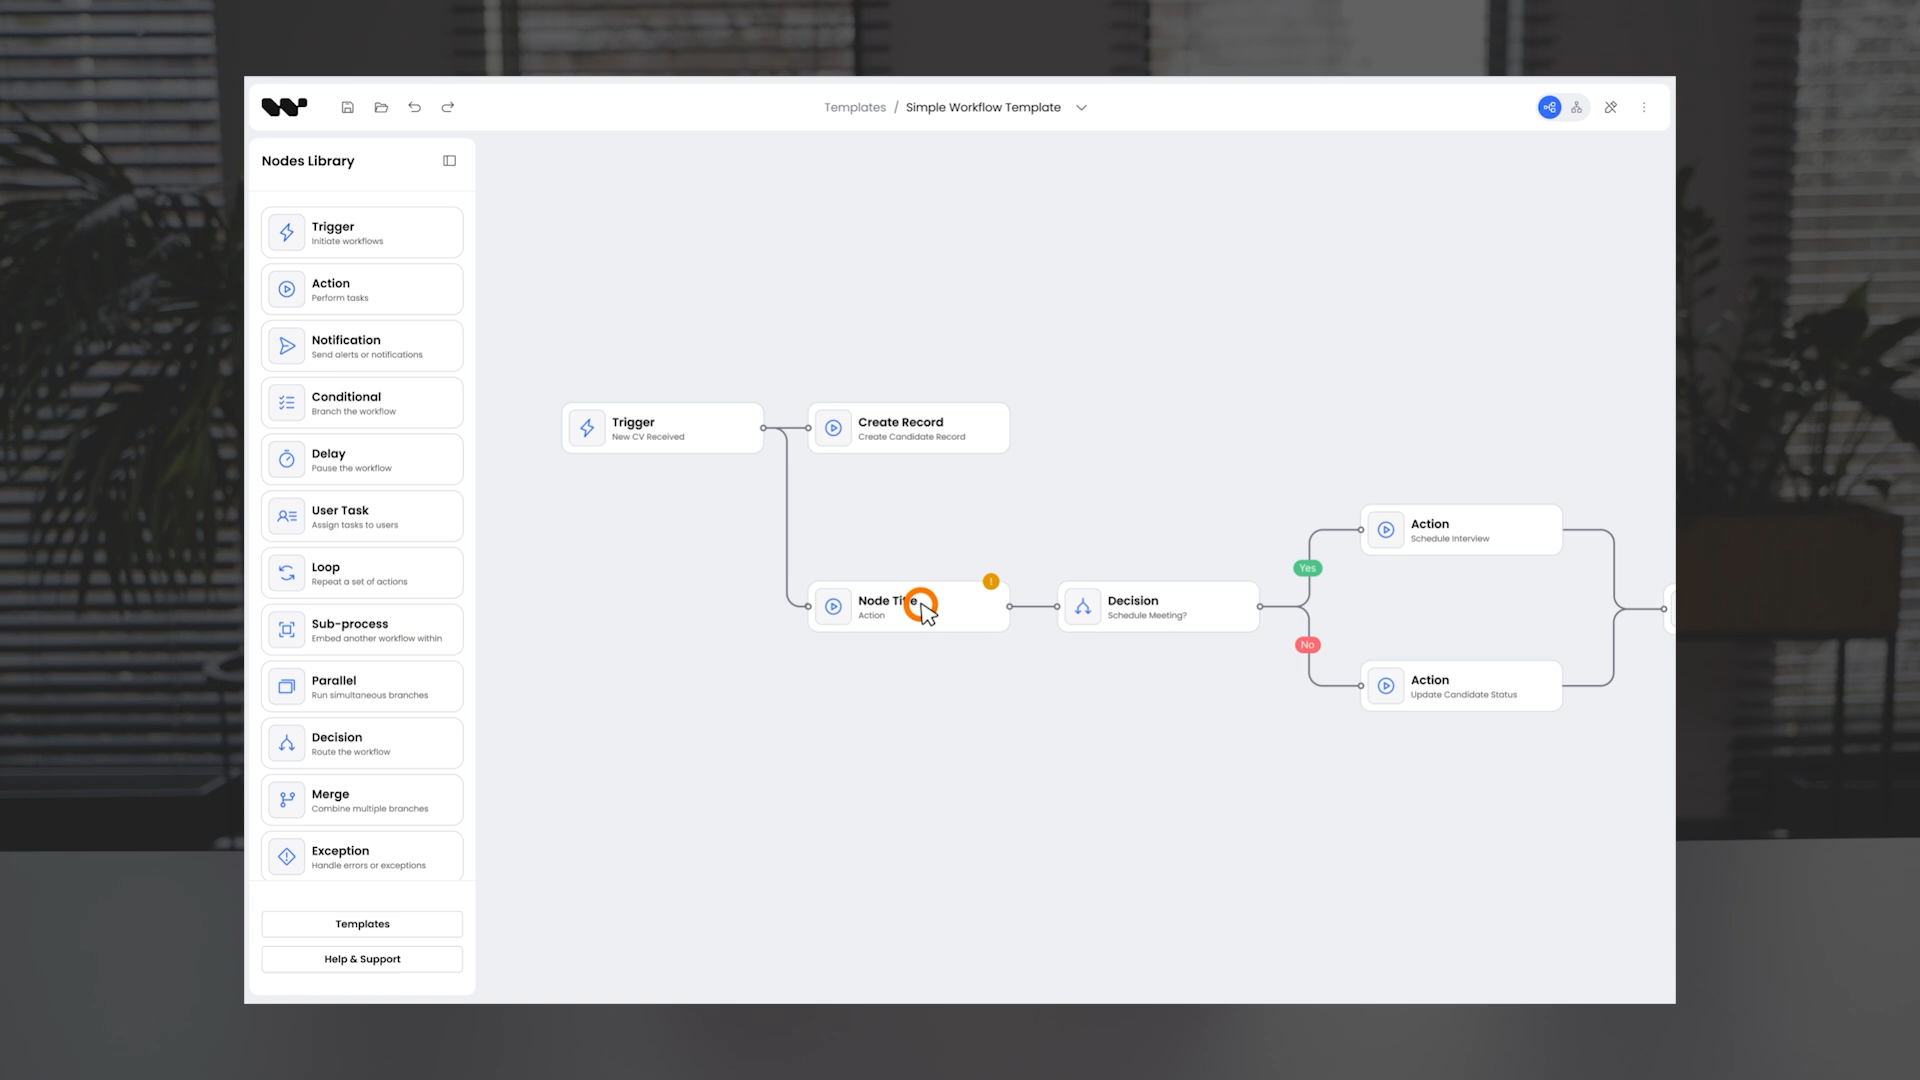 Templates / Simple Workflow Template
Nodes Library
Trigger
Initiate workflows
Action
Perform tasks
Notification
Send alerts or notifications
Conditional
Branch the workflow
Delay
Pause the workflow
User Task
Assign tasks to users
Loop
Repeat a set of actions
Sub-process
Embed another workflow within
Parallel
Run simultaneous branches
Decision
Route the workflow
Merge
Combine multiple branches
Exception
Handle errors or exceptions
Templates
Help & Support
Trigger
New CV Received
Create Record
Create Candidate Record
Node Title
Action
!
Decision
Schedule Meeting?
Yes
No
Action
Schedule Interview
Action
Update Candidate Status